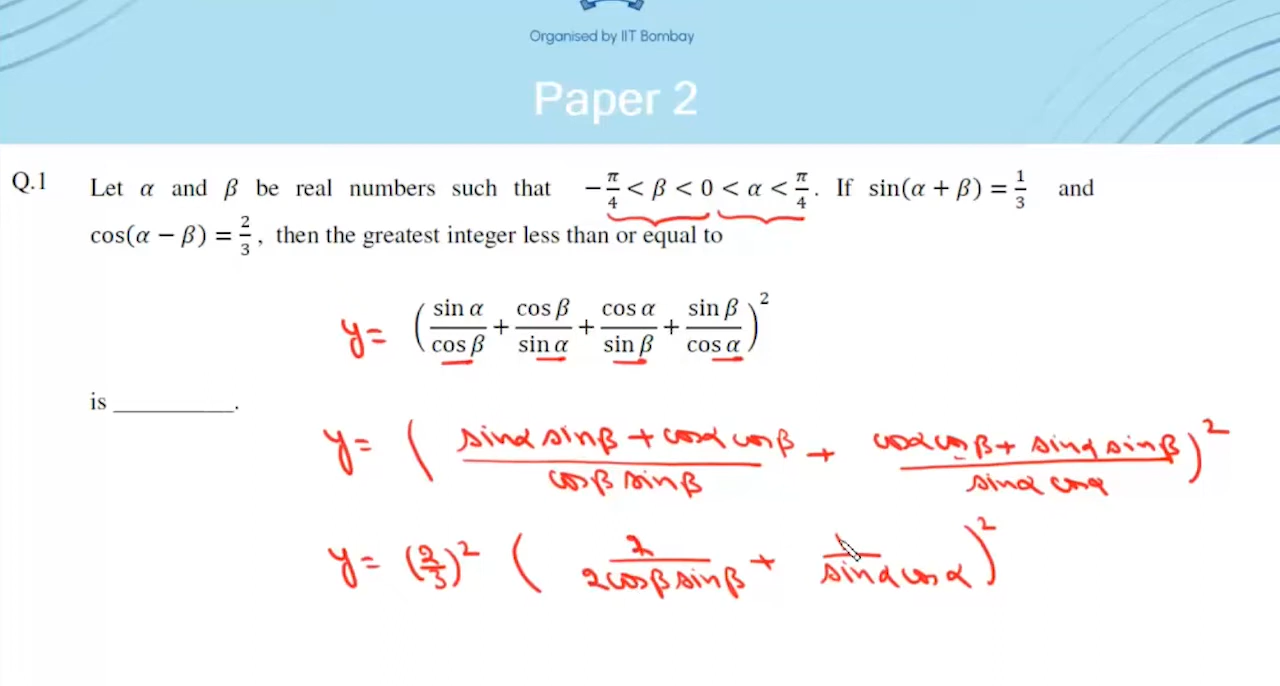 Organised by IIT Bombay
Paper 2
Q.1 Let α and β be real numbers such that −π/4 < β < 0 < α < π/4. If sin(α + β) = 1/3 and
cos(α − β) = 2/3, then the greatest integer less than or equal to
y= (sin α/cos β + cos β/sin α + cos α/sin β + sin β/cos α)²
is __________.
y= ( (sinα sinβ + cosα cosβ)/(cosβ sinβ) + (cosα cosβ + sinα sinβ)/(sinα cosα) )²
y= (2/3)² ( 2/(2cosβ sinβ) + 1/(sinα cosα) )²